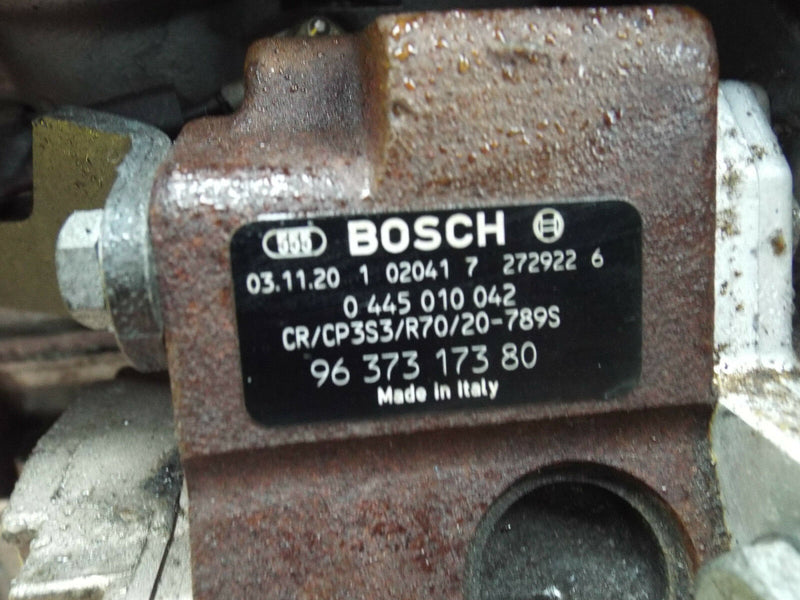 555 BOSCH
03.11.20 1 02041 7 272922 6
0 445 010 042
CR/CP3S3/R70/20-789S
96 373 173 80
Made in Italy